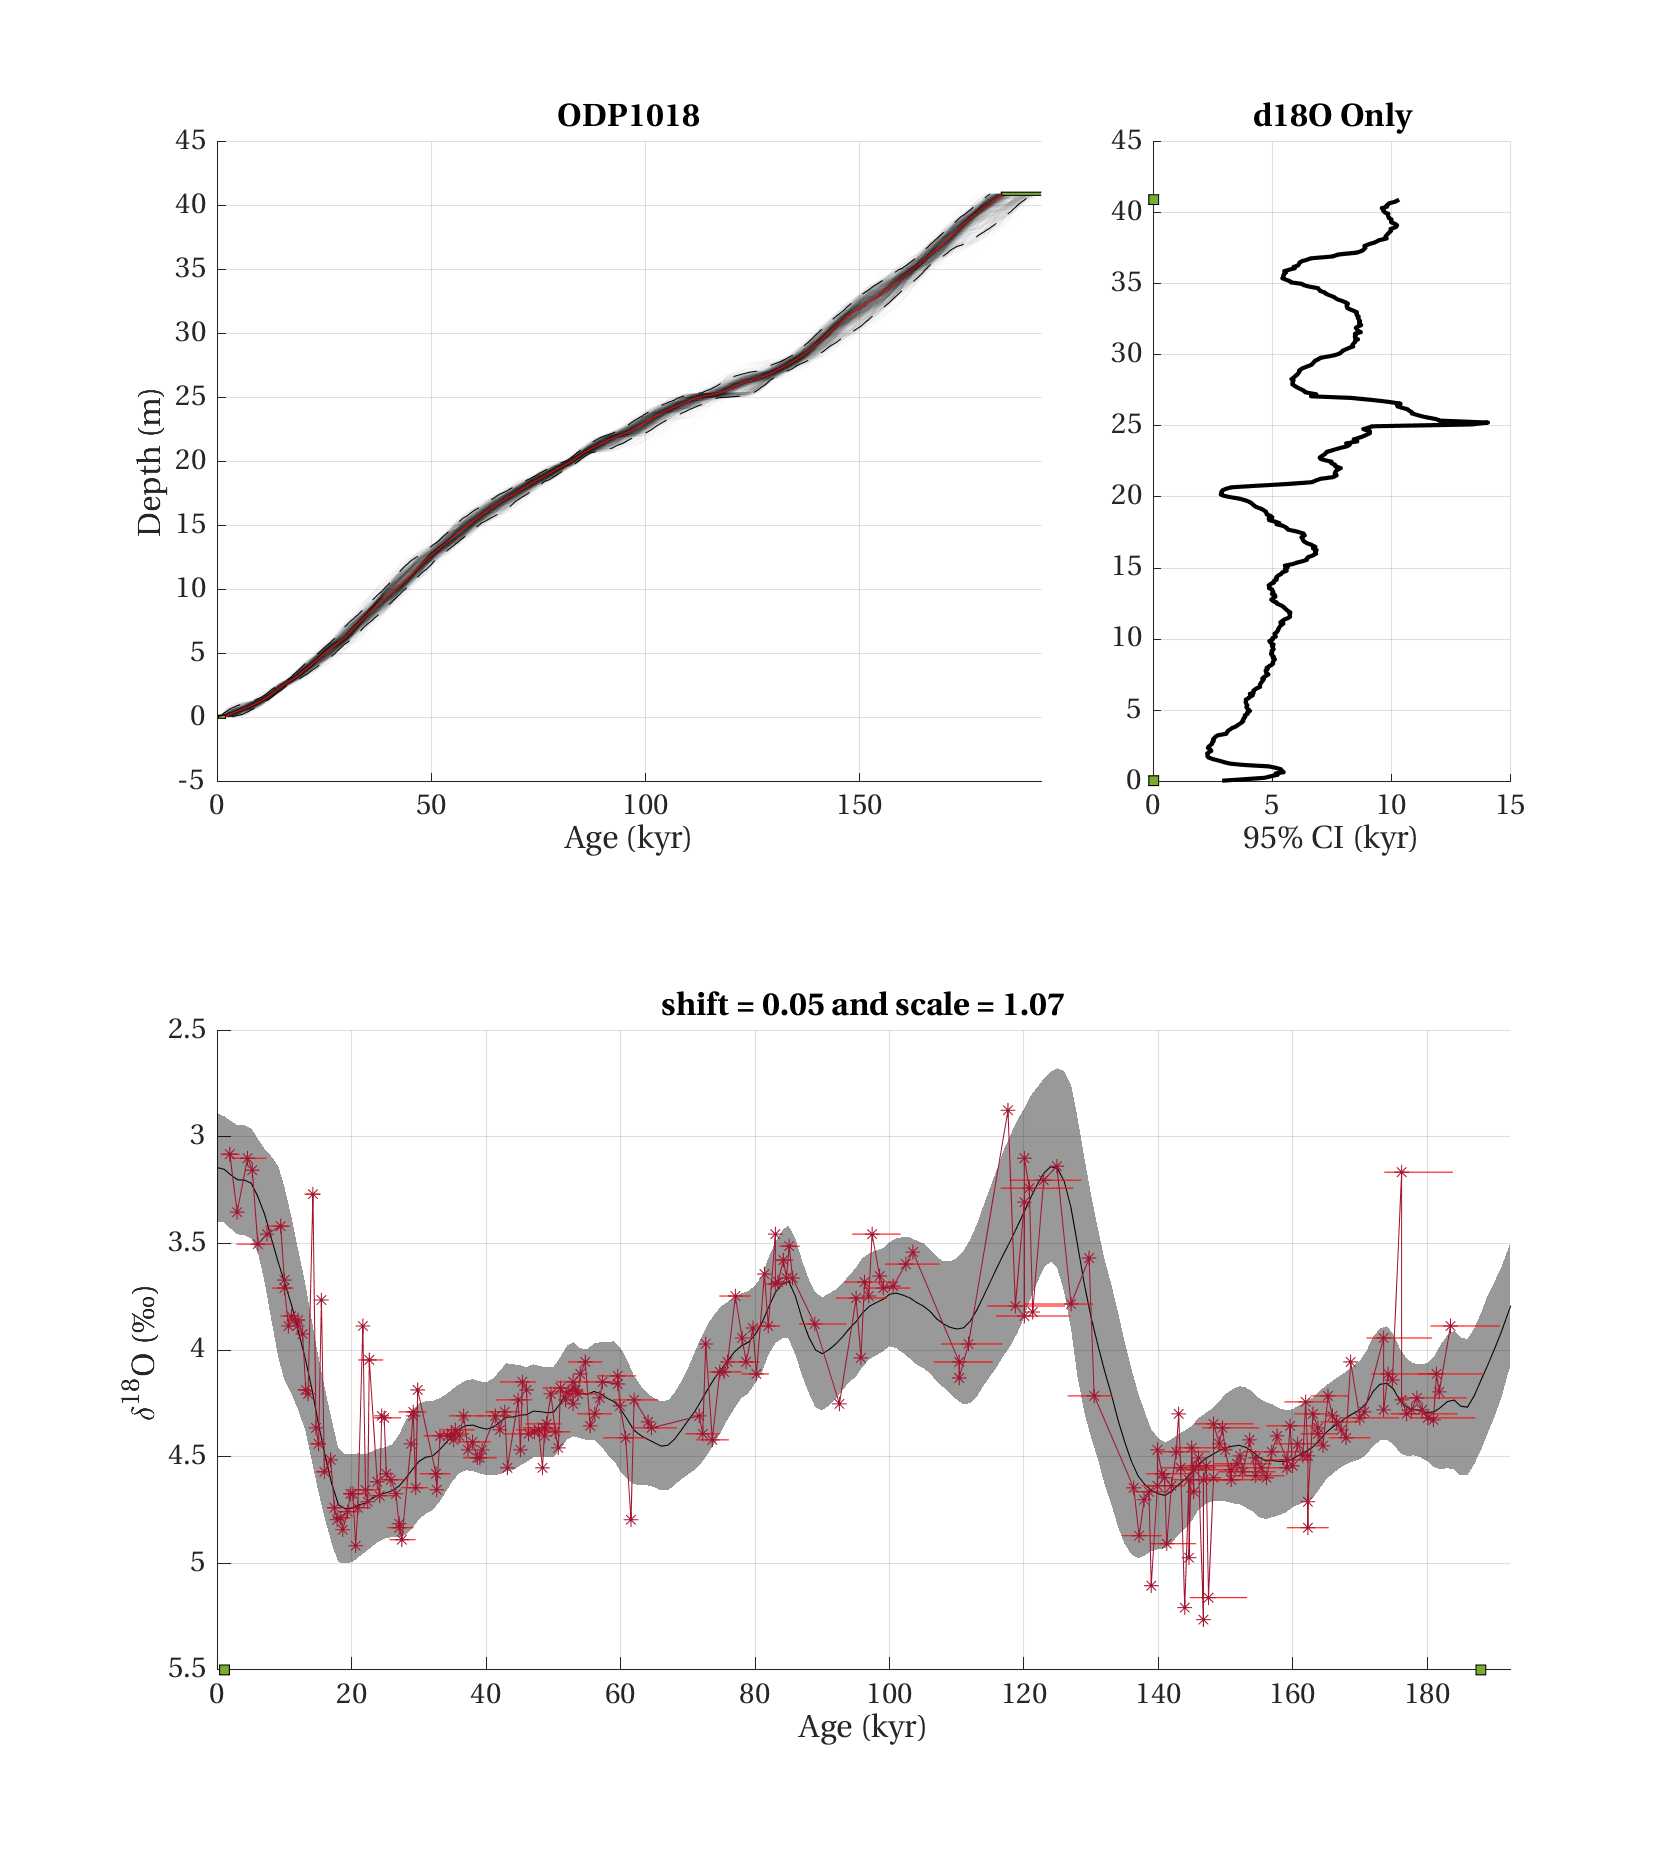 ODP1018
45
40
35
30
25
20
15
10
5
0
-5
Depth (m)
0 50 100 150
Age (kyr)
d18O Only
45
40
35
30
25
20
15
10
5
0
0 5 10 15
95% CI (kyr)
shift = 0.05 and scale = 1.07
2.5
3
3.5
4
4.5
5
5.5
δ18O (‰)
0 20 40 60 80 100 120 140 160 180
Age (kyr)